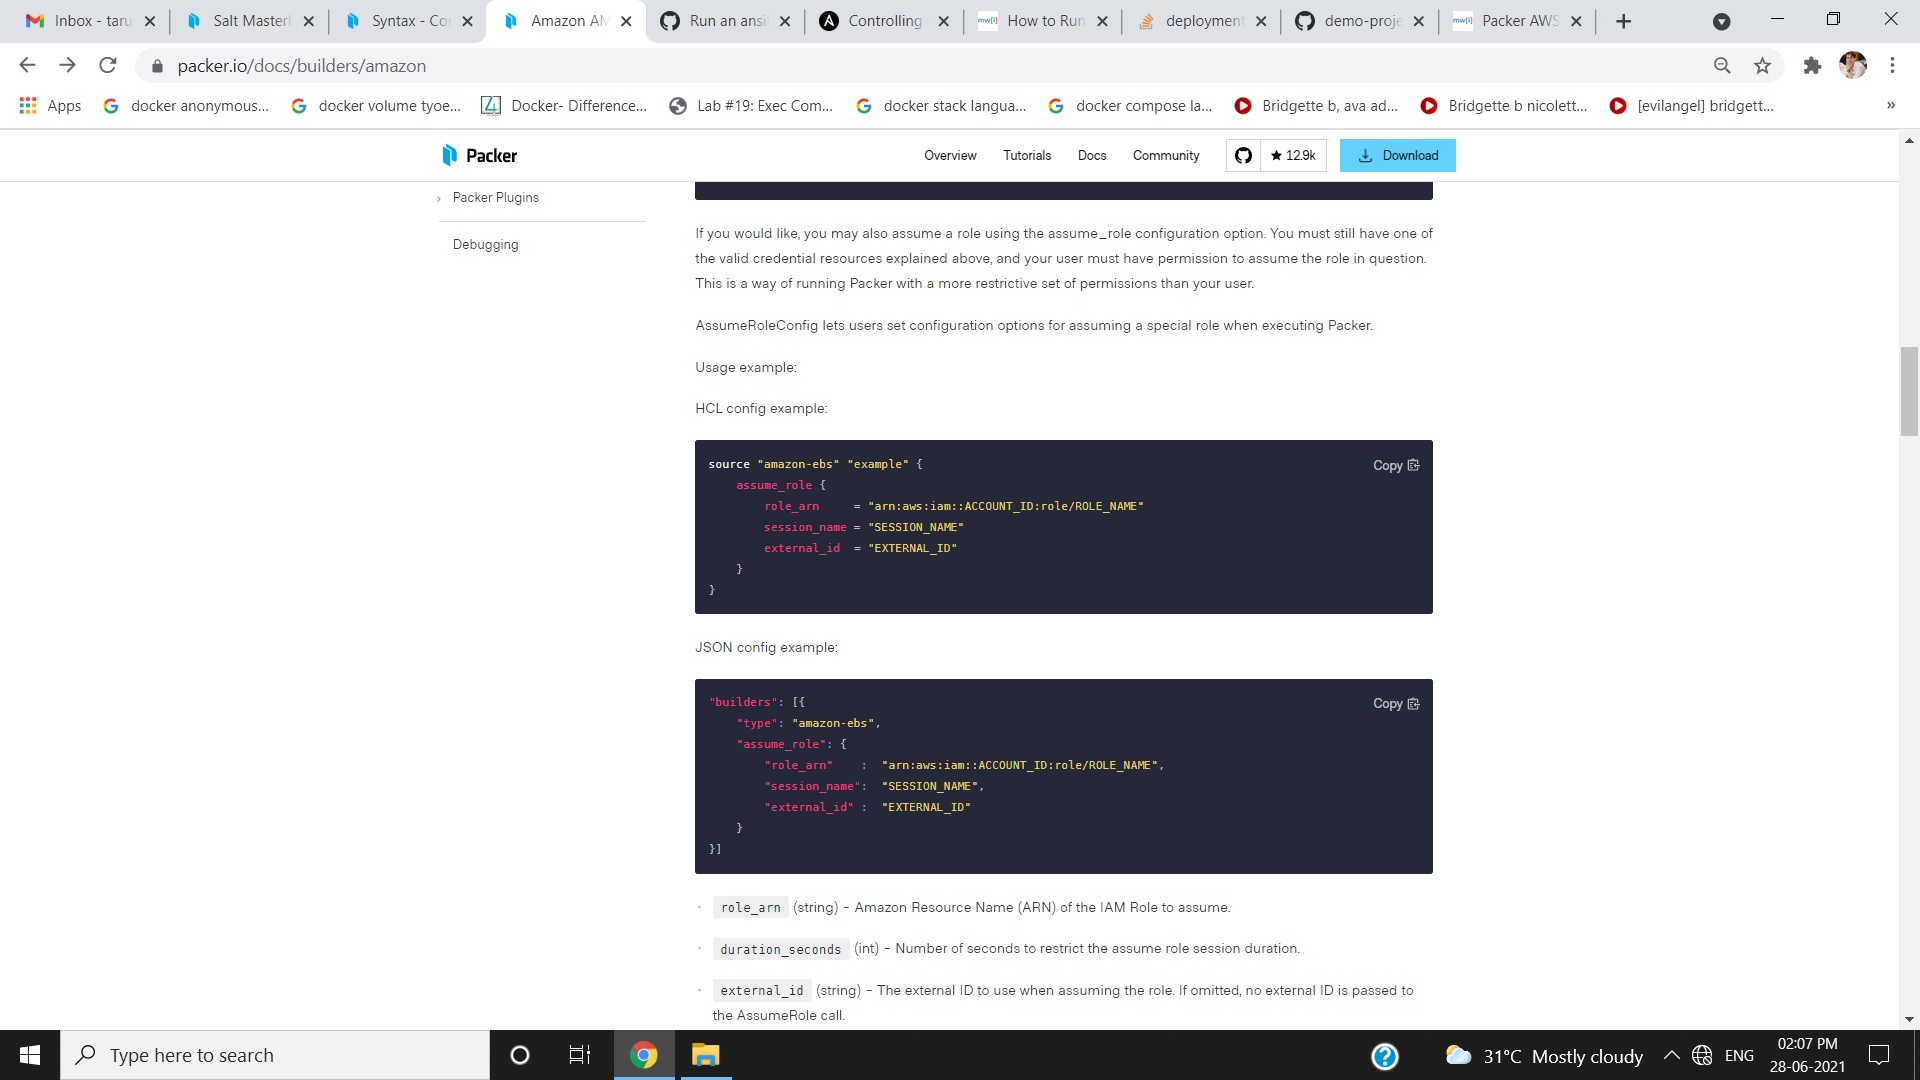 Inbox - taru
Salt Masterl
Syntax - Co
Amazon AM
Run an ansi
Controlling
How to Run
deployment
demo-proje
Packer AWS
packer.io/docs/builders/amazon
Apps
docker anonymous...
docker volume tyoe...
Docker- Difference...
Lab #19: Exec Com...
docker stack langua...
docker compose la...
Bridgette b, ava ad...
Bridgette b nicolett...
[evilangel] bridgett...
»
Packer
Overview
Tutorials
Docs
Community
★ 12.9k
Download
Packer Plugins
Debugging
If you would like, you may also assume a role using the assume_role configuration option. You must still have one of
the valid credential resources explained above, and your user must have permission to assume the role in question.
This is a way of running Packer with a more restrictive set of permissions than your user.
AssumeRoleConfig lets users set configuration options for assuming a special role when executing Packer.
Usage example:
HCL config example:
Copy
source "amazon-ebs" "example" {
assume_role {
role_arn     = "arn:aws:iam::ACCOUNT_ID:role/ROLE_NAME"
session_name = "SESSION_NAME"
external_id  = "EXTERNAL_ID"
}
}
JSON config example:
Copy
"builders": [{
"type": "amazon-ebs",
"assume_role": {
"role_arn"    :  "arn:aws:iam::ACCOUNT_ID:role/ROLE_NAME",
"session_name":  "SESSION_NAME",
"external_id" :  "EXTERNAL_ID"
}
}]
role_arn (string) - Amazon Resource Name (ARN) of the IAM Role to assume.
duration_seconds (int) - Number of seconds to restrict the assume role session duration.
external_id (string) - The external ID to use when assuming the role. If omitted, no external ID is passed to
the AssumeRole call.
Type here to search
31°C Mostly cloudy
ENG
02:07 PM
28-06-2021